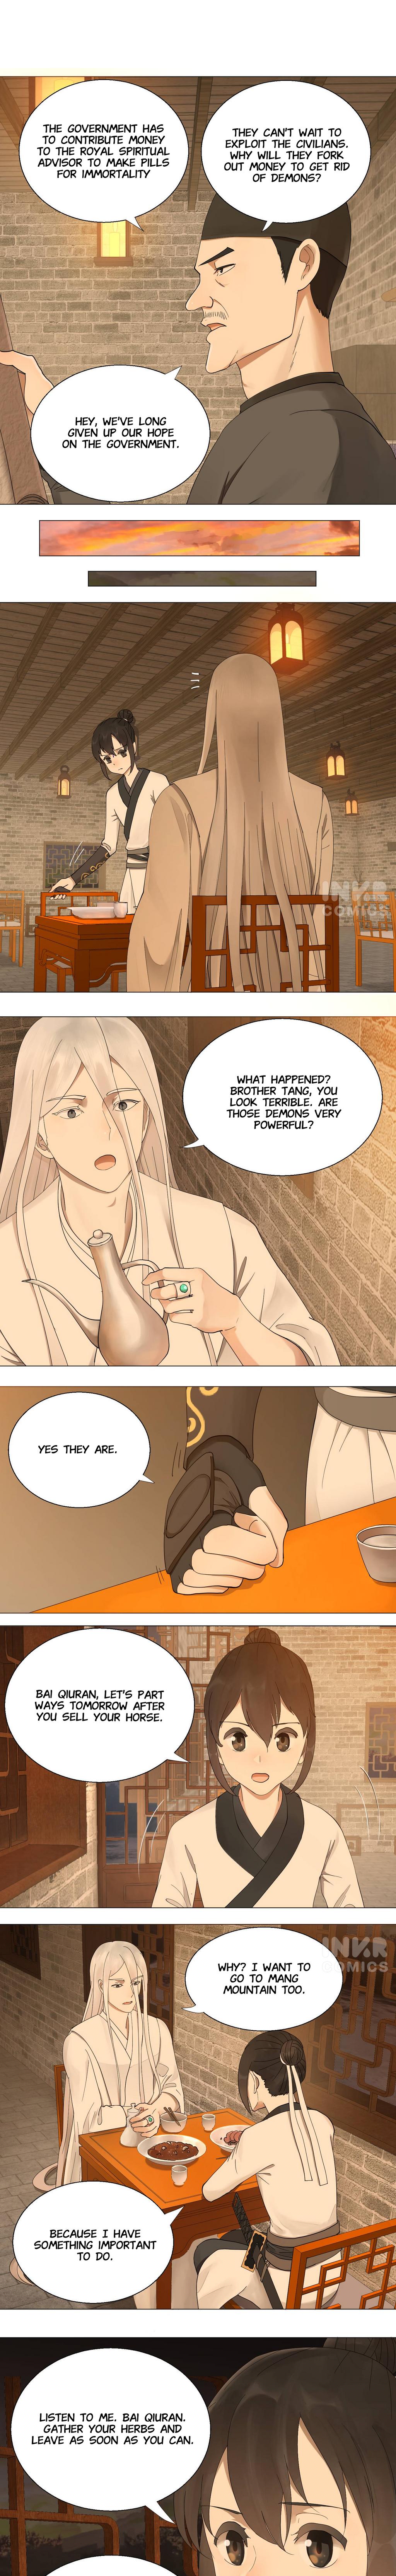 THE GOVERNMENT HAS
TO CONTRIBUTE MONEY
TO THE ROYAL SPIRITUAL
ADVISOR TO MAKE PILLS
FOR IMMORTALITY
THEY CAN'T WAIT TO
EXPLOIT THE CIVILIANS.
WHY WILL THEY FORK
OUT MONEY TO GET RID
OF DEMONS?
HEY, WE'VE LONG
GIVEN UP OUR HOPE
ON THE GOVERNMENT.
INKR
COMICS
WHAT HAPPENED?
BROTHER TANG, YOU
LOOK TERRIBLE. ARE
THOSE DEMONS VERY
POWERFUL?
YES THEY ARE.
BAI QIURAN, LET'S PART
WAYS TOMORROW AFTER
YOU SELL YOUR HORSE.
INKR
COMICS
WHY? I WANT TO
GO TO MANG
MOUNTAIN TOO.
BECAUSE I HAVE
SOMETHING IMPORTANT
TO DO.
LISTEN TO ME. BAI QIURAN.
GATHER YOUR HERBS AND
LEAVE AS SOON AS YOU CAN.